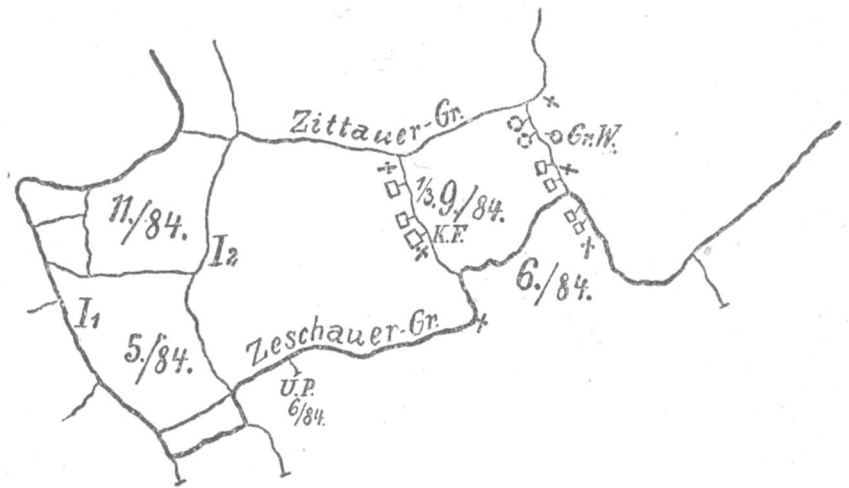 Zittauer-Gr.
Gr.W.
11./84.
1/3.9./84.
K.F.
I2
6./84.
I1
5./84.
Zeschauer-Gr.
U.P.
6/84.